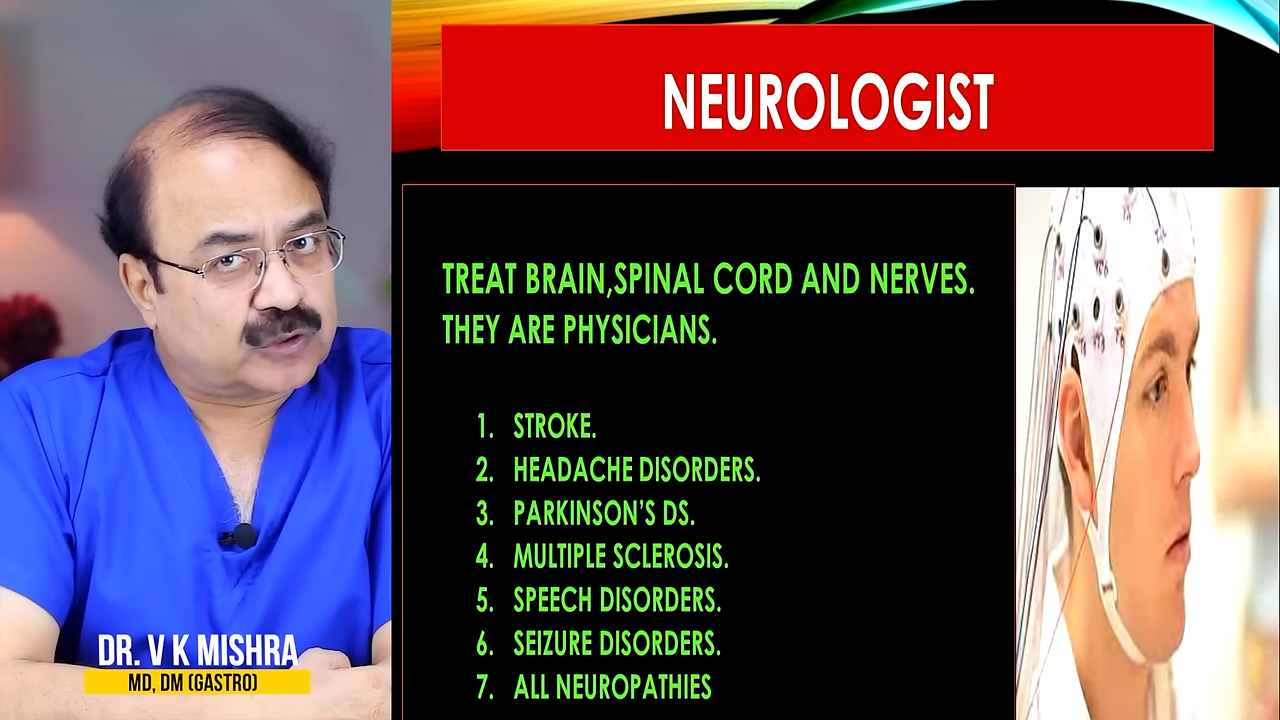 NEUROLOGIST
TREAT BRAIN,SPINAL CORD AND NERVES.
THEY ARE PHYSICIANS.
1. STROKE.
2. HEADACHE DISORDERS.
3. PARKINSON'S DS.
4. MULTIPLE SCLEROSIS.
5. SPEECH DISORDERS.
6. SEIZURE DISORDERS.
7. ALL NEUROPATHIES
DR. V K MISHRA
MD, DM (GASTRO)